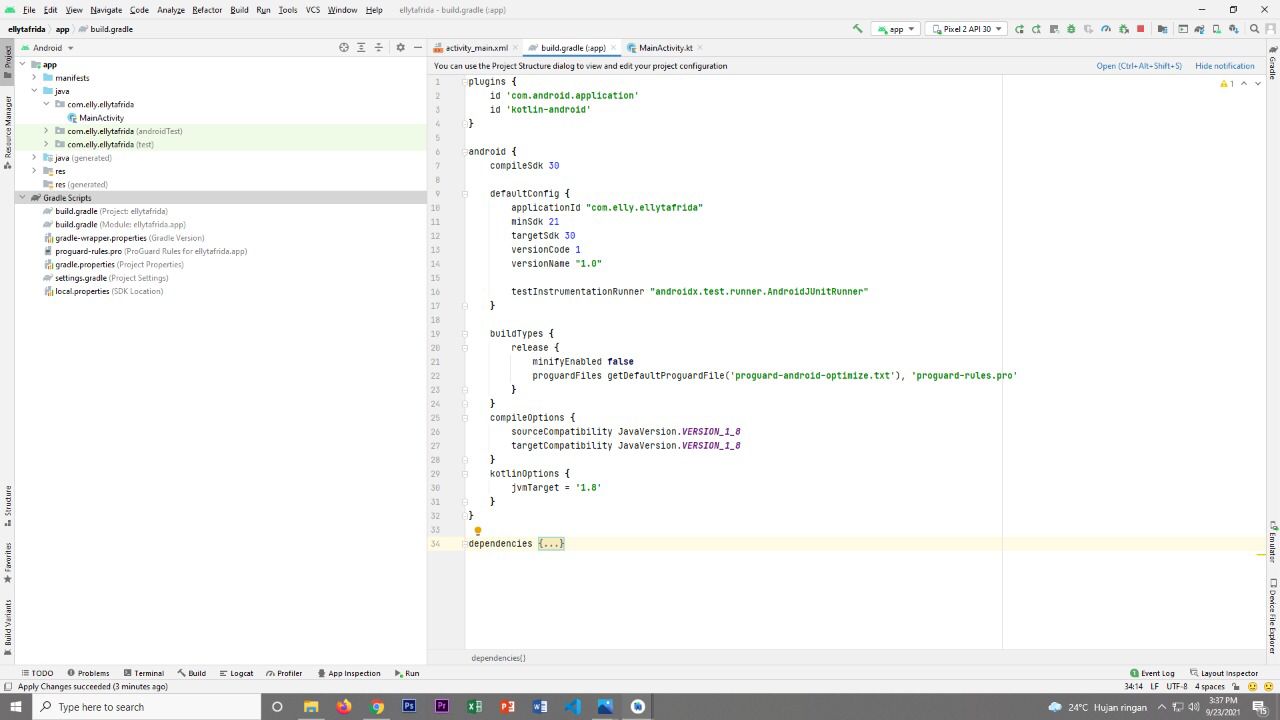 File Edit View Navigate Code Analyze Refactor Build Run Tools VCS Window Help ellytafrida - build.gradle (:app)
ellytafrida app build.gradle
app Pixel 2 API 30
Android
activity_main.xml build.gradle (:app) MainActivity.kt
You can use the Project Structure dialog to view and edit your project configuration Open (Ctrl+Alt+Shift+S) Hide notification
Project
Resource Manager
Structure
Favorites
Build Variants
app
manifests
java
com.elly.ellytafrida
MainActivity
com.elly.ellytafrida (androidTest)
com.elly.ellytafrida (test)
java (generated)
res
res (generated)
Gradle Scripts
build.gradle (Project: ellytafrida)
build.gradle (Module: ellytafrida.app)
gradle-wrapper.properties (Gradle Version)
proguard-rules.pro (ProGuard Rules for ellytafrida.app)
gradle.properties (Project Properties)
settings.gradle (Project Settings)
local.properties (SDK Location)
1 plugins {
2 id 'com.android.application'
3 id 'kotlin-android'
4 }
5
6 android {
7 compileSdk 30
8
9 defaultConfig {
10 applicationId "com.elly.ellytafrida"
11 minSdk 21
12 targetSdk 30
13 versionCode 1
14 versionName "1.0"
15
16 testInstrumentationRunner "androidx.test.runner.AndroidJUnitRunner"
17 }
18
19 buildTypes {
20 release {
21 minifyEnabled false
22 proguardFiles getDefaultProguardFile('proguard-android-optimize.txt'), 'proguard-rules.pro'
23 }
24 }
25 compileOptions {
26 sourceCompatibility JavaVersion.VERSION_1_8
27 targetCompatibility JavaVersion.VERSION_1_8
28 }
29 kotlinOptions {
30 jvmTarget = '1.8'
31 }
32 }
33
34 dependencies {...}
1
Gradle
Emulator
Device File Explorer
dependencies{}
TODO Problems Terminal Build Logcat Profiler App Inspection Run Event Log Layout Inspector
Apply Changes succeeded (3 minutes ago) 34:14 LF UTF-8 4 spaces
Type here to search 24°C Hujan ringan 3:37 PM
9/23/2021 15